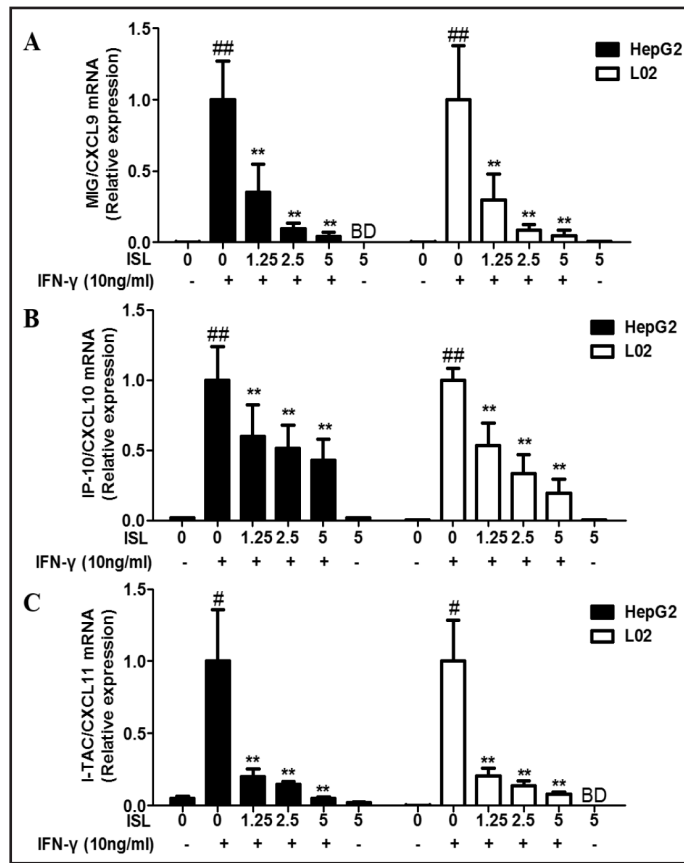 A
MIG/CXCL9 mRNA
(Relative expression)
1.5
1.0
0.5
0.0
##
**
**
**
BD
##
**
**
**
HepG2
L02
ISL 0 0 1.25 2.5 5 5 0 0 1.25 2.5 5 5
IFN-γ (10ng/ml) - + + + + - - + + + + -
B
IP-10/CXCL10 mRNA
(Relative expression)
1.5
1.0
0.5
0.0
##
**
**
**
##
**
**
**
HepG2
L02
ISL 0 0 1.25 2.5 5 5 0 0 1.25 2.5 5 5
IFN-γ (10ng/ml) - + + + + - - + + + + -
C
I-TAC/CXCL11 mRNA
(Relative expression)
1.5
1.0
0.5
0.0
#
**
**
**
#
**
**
**
BD
HepG2
L02
ISL 0 0 1.25 2.5 5 5 0 0 1.25 2.5 5 5
IFN-γ (10ng/ml) - + + + + - - + + + + -